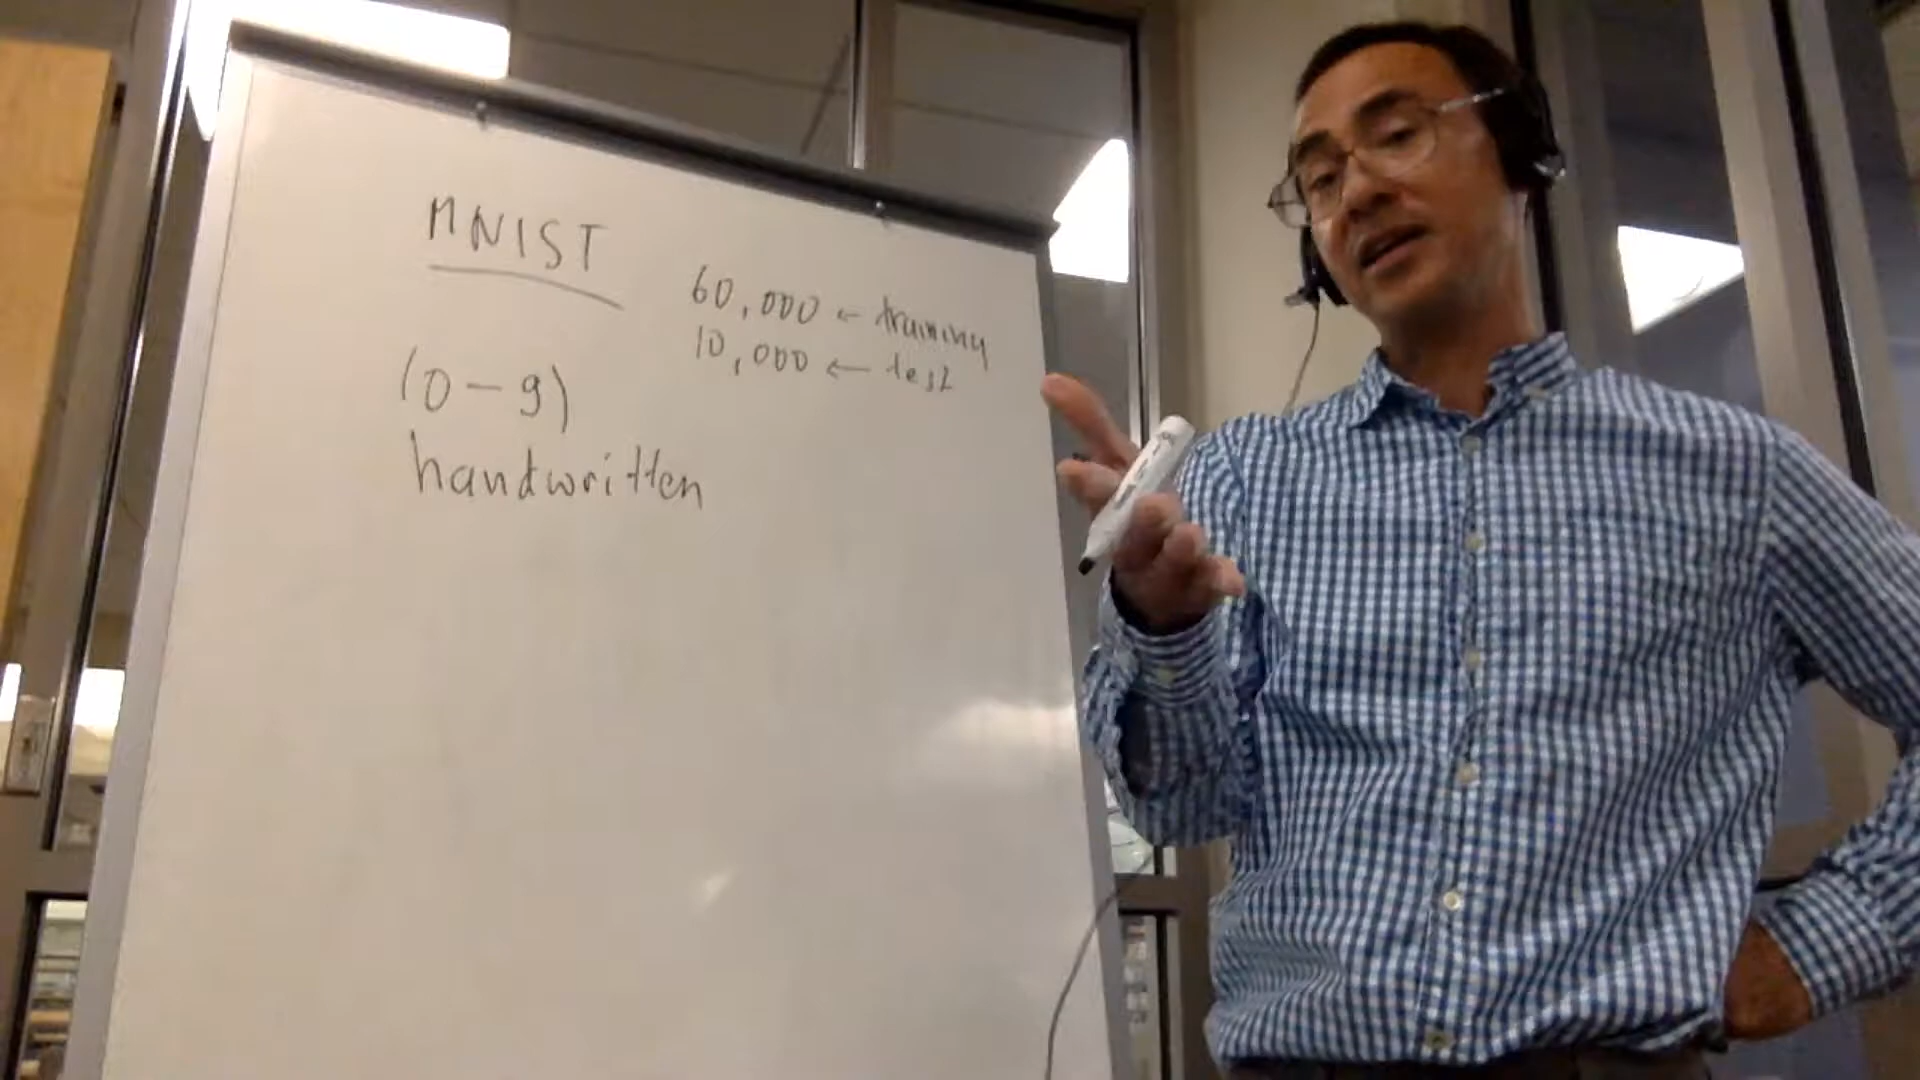 MNIST
60,000 ← training
10,000 ← test
(0-9)
handwritten